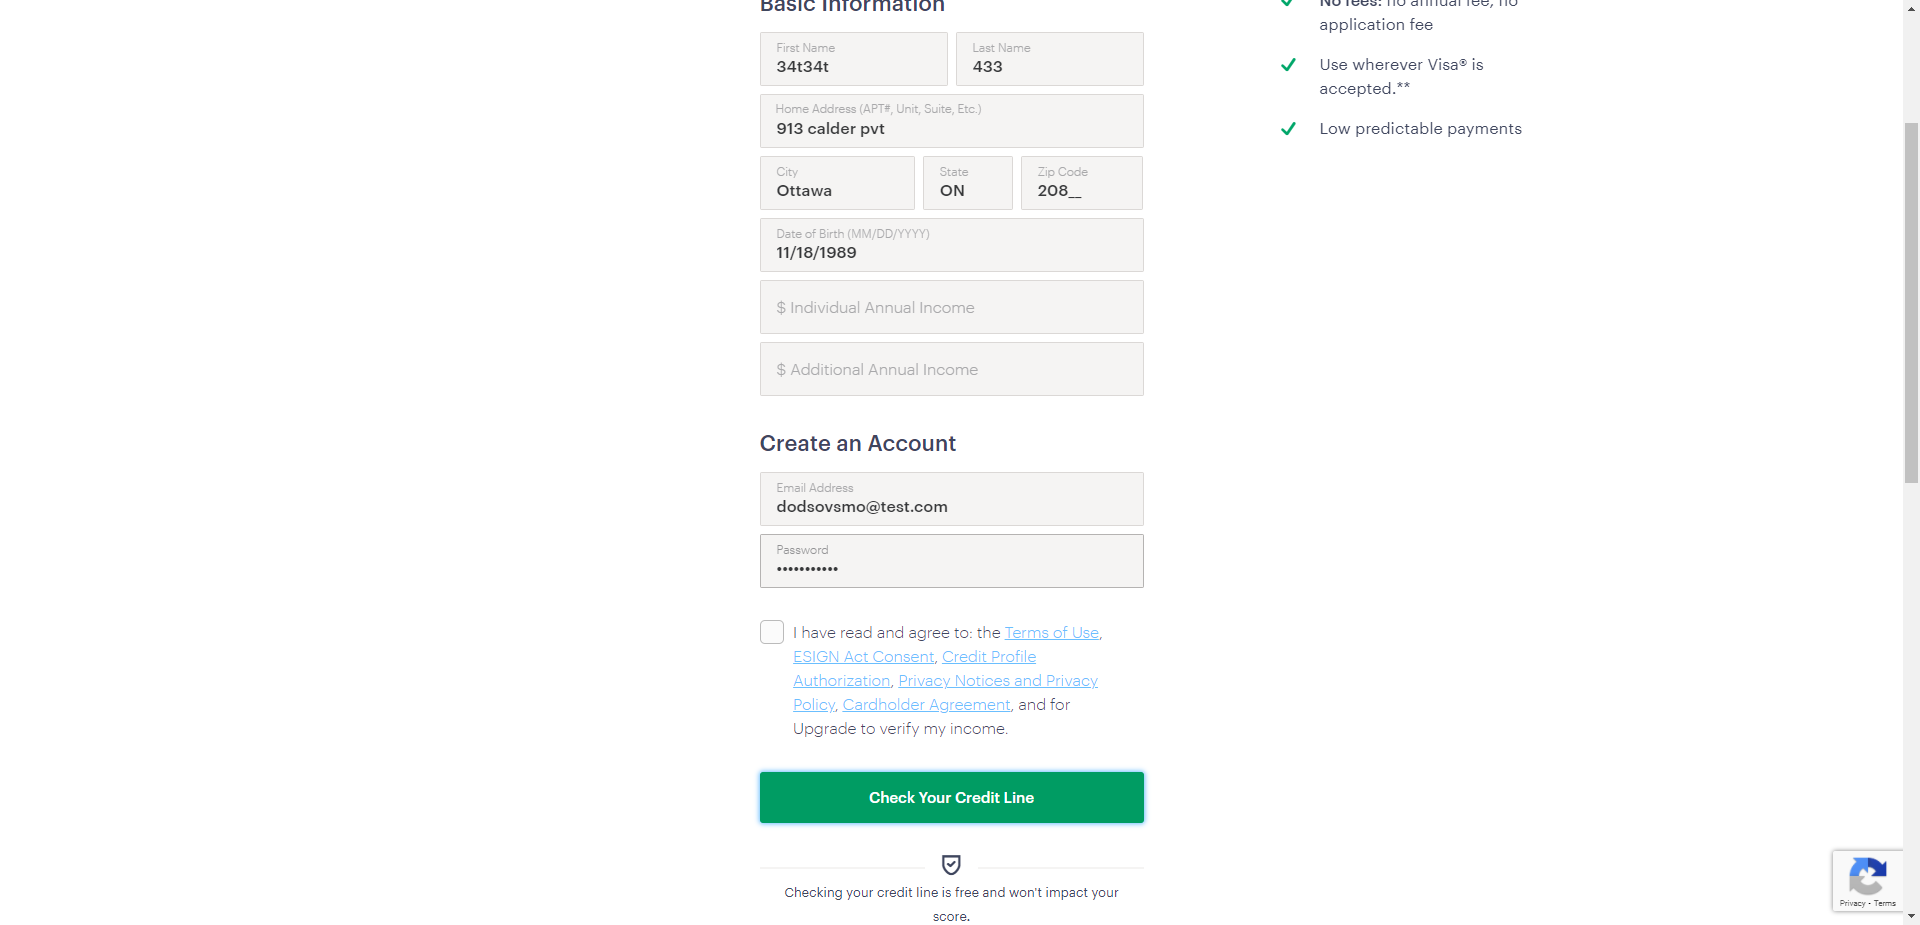 Basic Information
First Name
34t34t
Last Name
433
Home Address (APT#, Unit, Suite, Etc.)
913 calder pvt
City
Ottawa
State
ON
Zip Code
208__
Date of Birth (MM/DD/YYYY)
11/18/1989
$ Individual Annual Income
$ Additional Annual Income
Create an Account
Email Address
dodsovsmo@test.com
Password
•••••••••••
I have read and agree to: the Terms of Use,
ESIGN Act Consent, Credit Profile
Authorization, Privacy Notices and Privacy
Policy, Cardholder Agreement, and for
Upgrade to verify my income.
Check Your Credit Line
Checking your credit line is free and won't impact your
score.
No fees: no annual fee, no
application fee
Use wherever Visa® is
accepted.**
Low predictable payments
Privacy - Terms